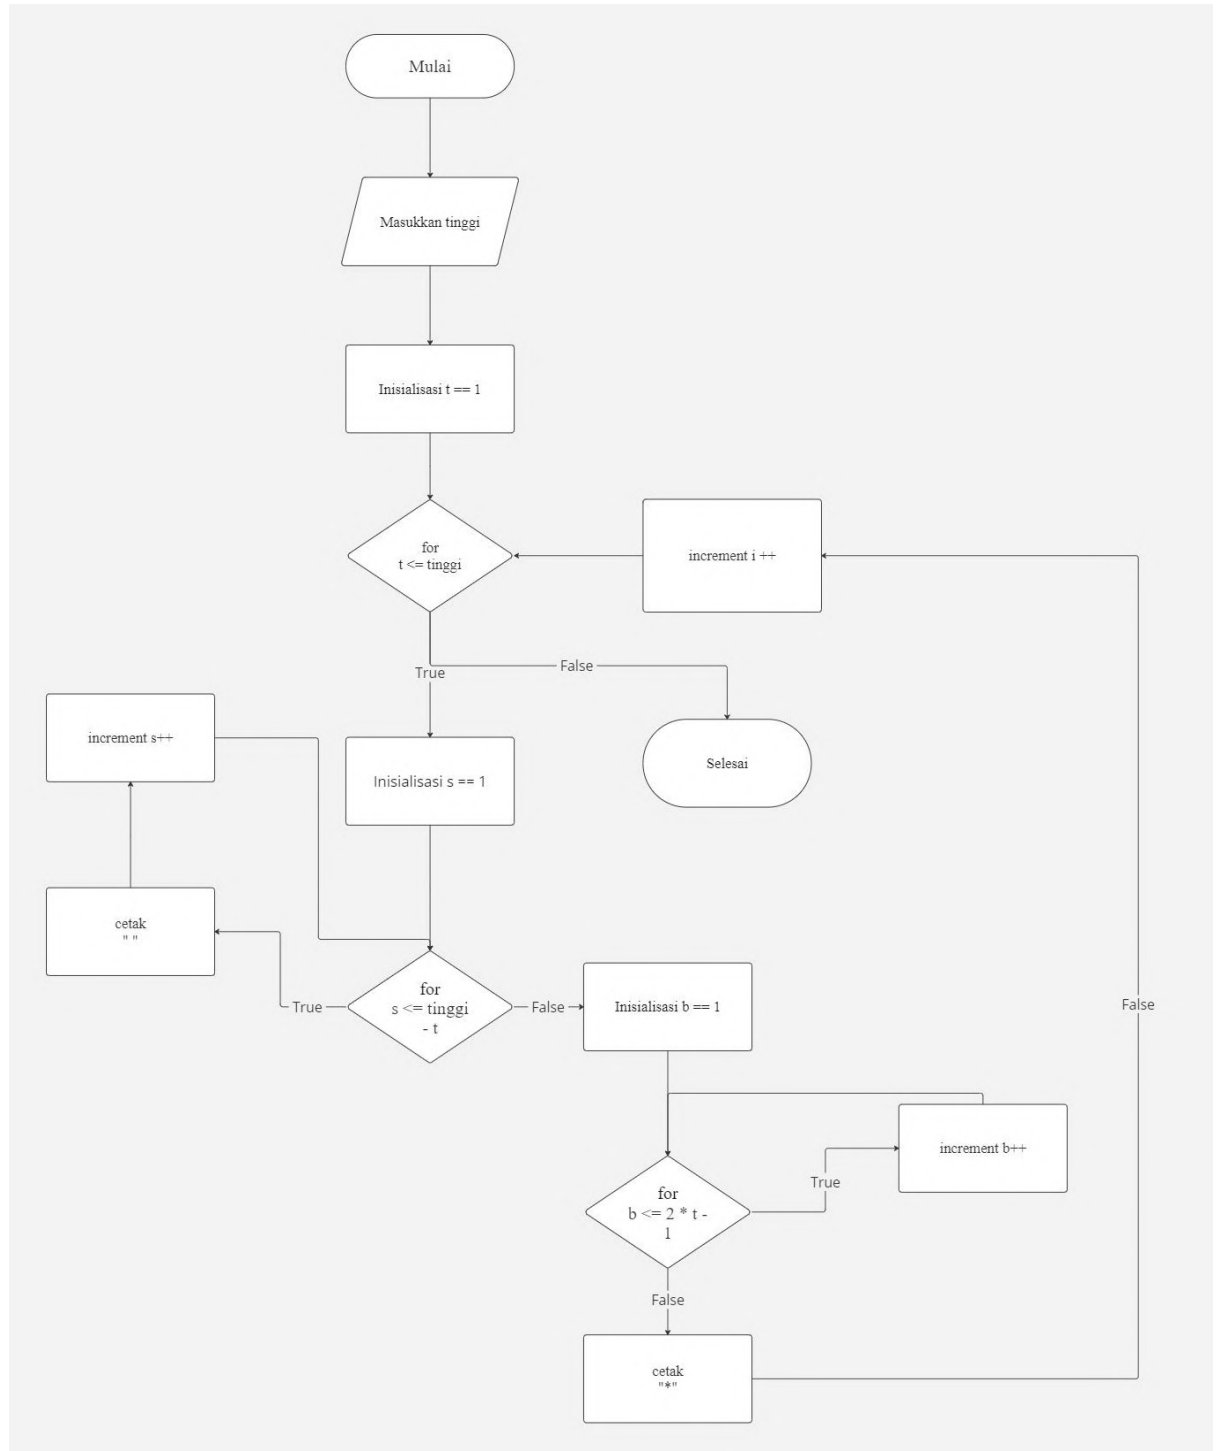 Mulai
Masukkan tinggi
Inisialisasi t == 1
for
t <= tinggi
increment i ++
True
False
increment s++
Inisialisasi s == 1
Selesai
cetak
" "
True
for
s <= tinggi
- t
False
Inisialisasi b == 1
False
increment b++
True
for
b <= 2 * t -
1
False
cetak
"*"